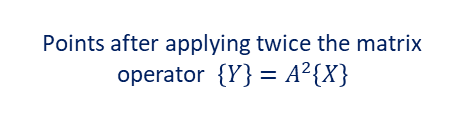 Points after applying twice the matrix
operator {Y} = A²{X}